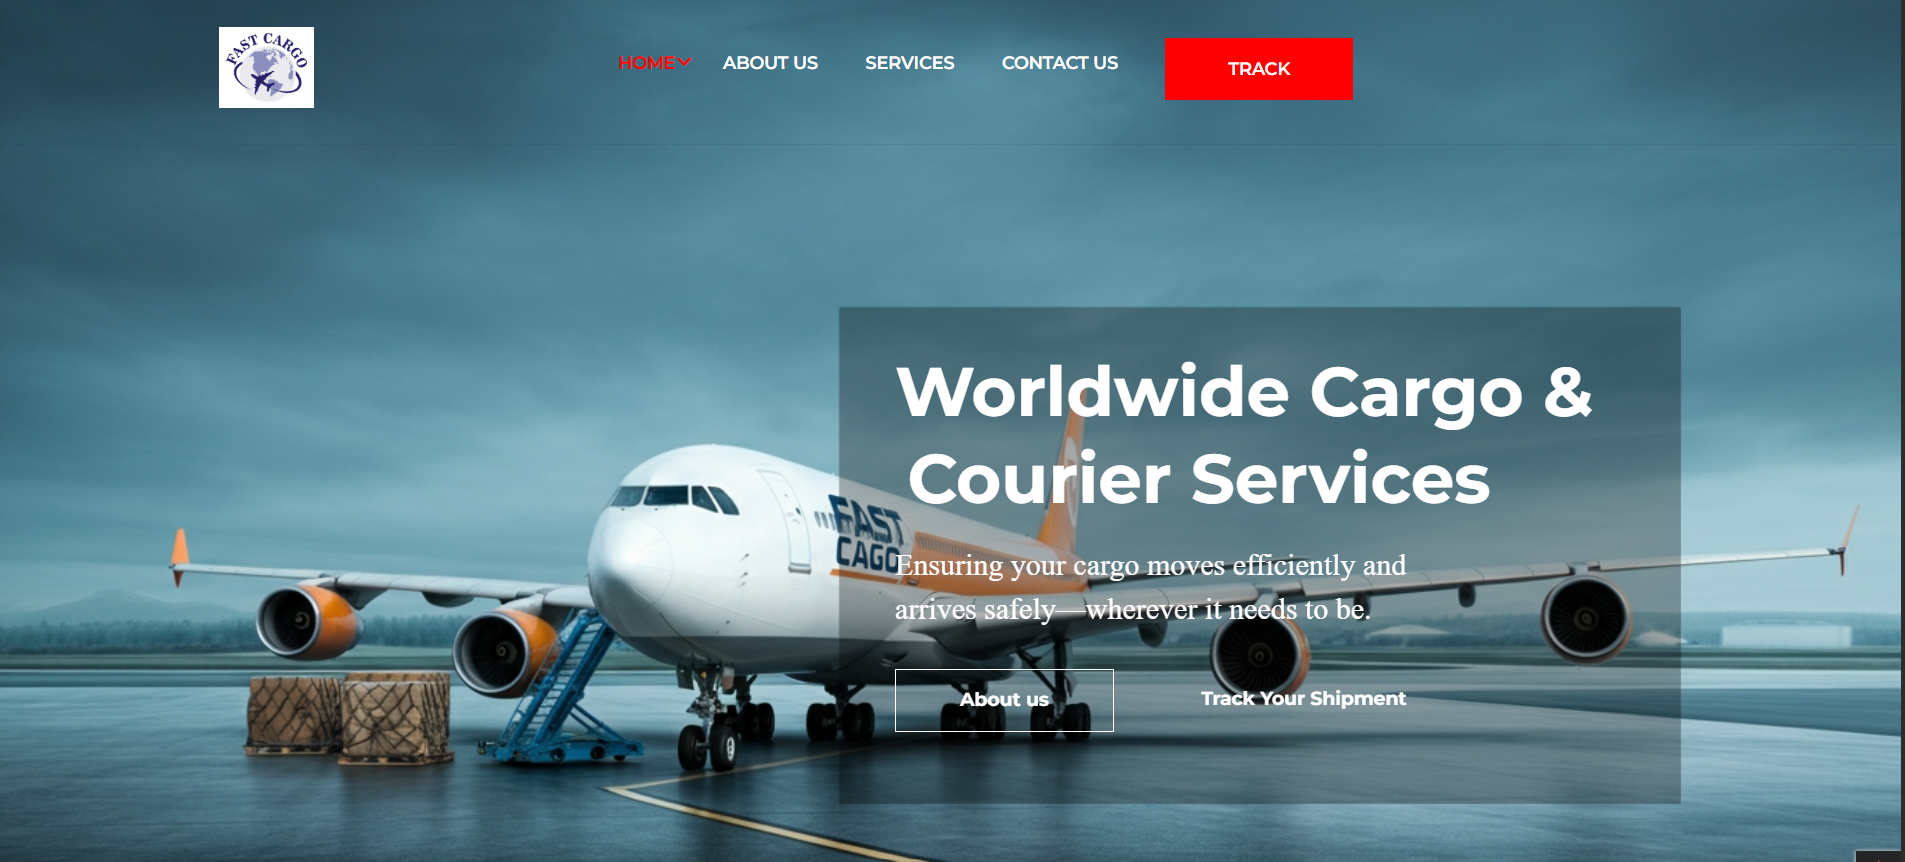 FAST CARGO
HOME
ABOUT US
SERVICES
CONTACT US
TRACK
Worldwide Cargo &
Courier Services
FAST
CAGO
Ensuring your cargo moves efficiently and
arrives safely—wherever it needs to be.
About us
Track Your Shipment